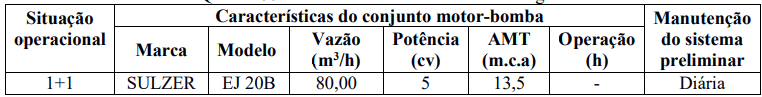 Situação operacional | Características do conjunto motor-bomba | Manutenção do sistema preliminar
Marca | Modelo | Vazão (m³/h) | Potência (cv) | AMT (m.c.a) | Operação (h)
1+1 | SULZER | EJ 20B | 80,00 | 5 | 13,5 | - | Diária